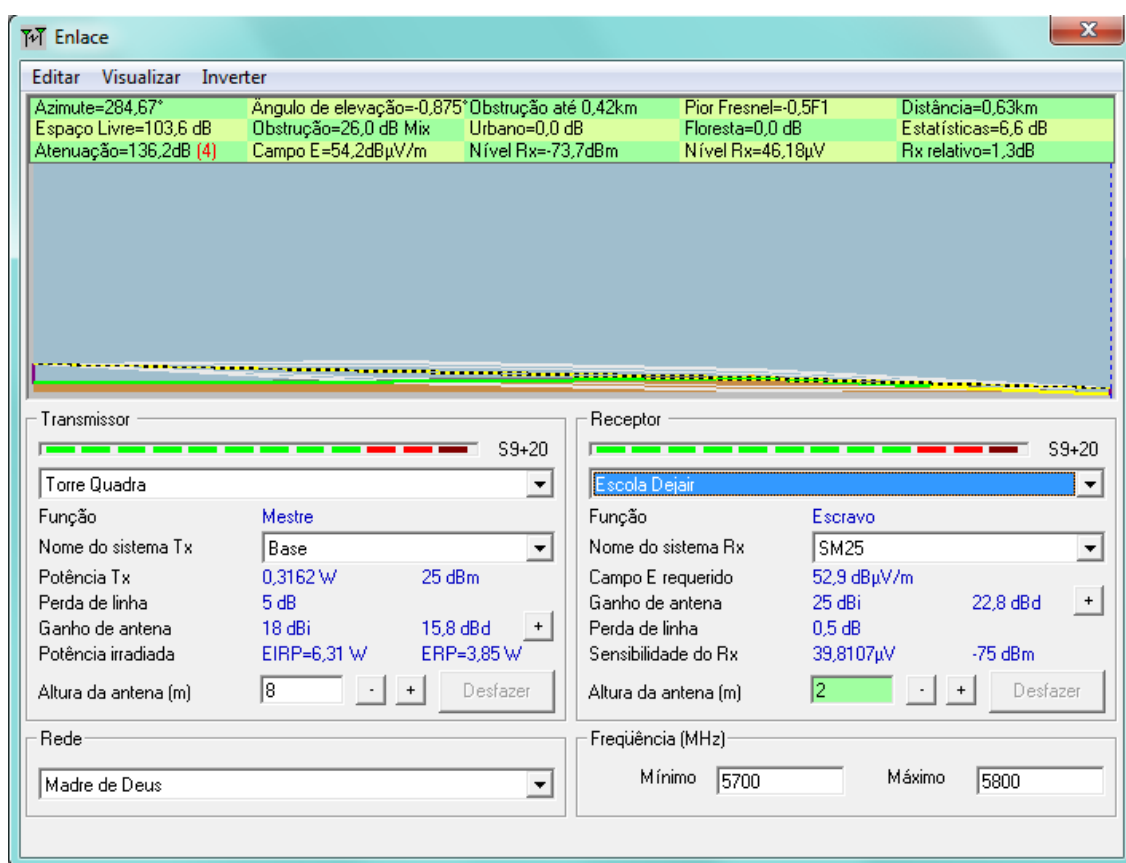 Enlace
Editar Visualizar Inverter
Azimute=284,67° Ângulo de elevação=-0,875° Obstrução até 0,42km Pior Fresnel=-0,5F1 Distância=0,63km
Espaço Livre=103,6 dB Obstrução=26,0 dB Mix Urbano=0,0 dB Floresta=0,0 dB Estatísticas=6,6 dB
Atenuação=136,2dB (4) Campo E=54,2dBµV/m Nível Rx=-73,7dBm Nível Rx=46,18µV Rx relativo=1,3dB
Transmissor
S9+20
Torre Quadra
Função Mestre
Nome do sistema Tx Base
Potência Tx 0,3162 W 25 dBm
Perda de linha 5 dB
Ganho de antena 18 dBi 15,8 dBd +
Potência irradiada EIRP=6,31 W ERP=3,85 W
Altura da antena (m) 8 - + Desfazer
Rede
Madre de Deus
Receptor
S9+20
Escola Dejair
Função Escravo
Nome do sistema Rx SM25
Campo E requerido 52,9 dBµV/m
Ganho de antena 25 dBi 22,8 dBd +
Perda de linha 0,5 dB
Sensibilidade do Rx 39,8107µV -75 dBm
Altura da antena (m) 2 - + Desfazer
Freqüência (MHz)
Mínimo 5700 Máximo 5800